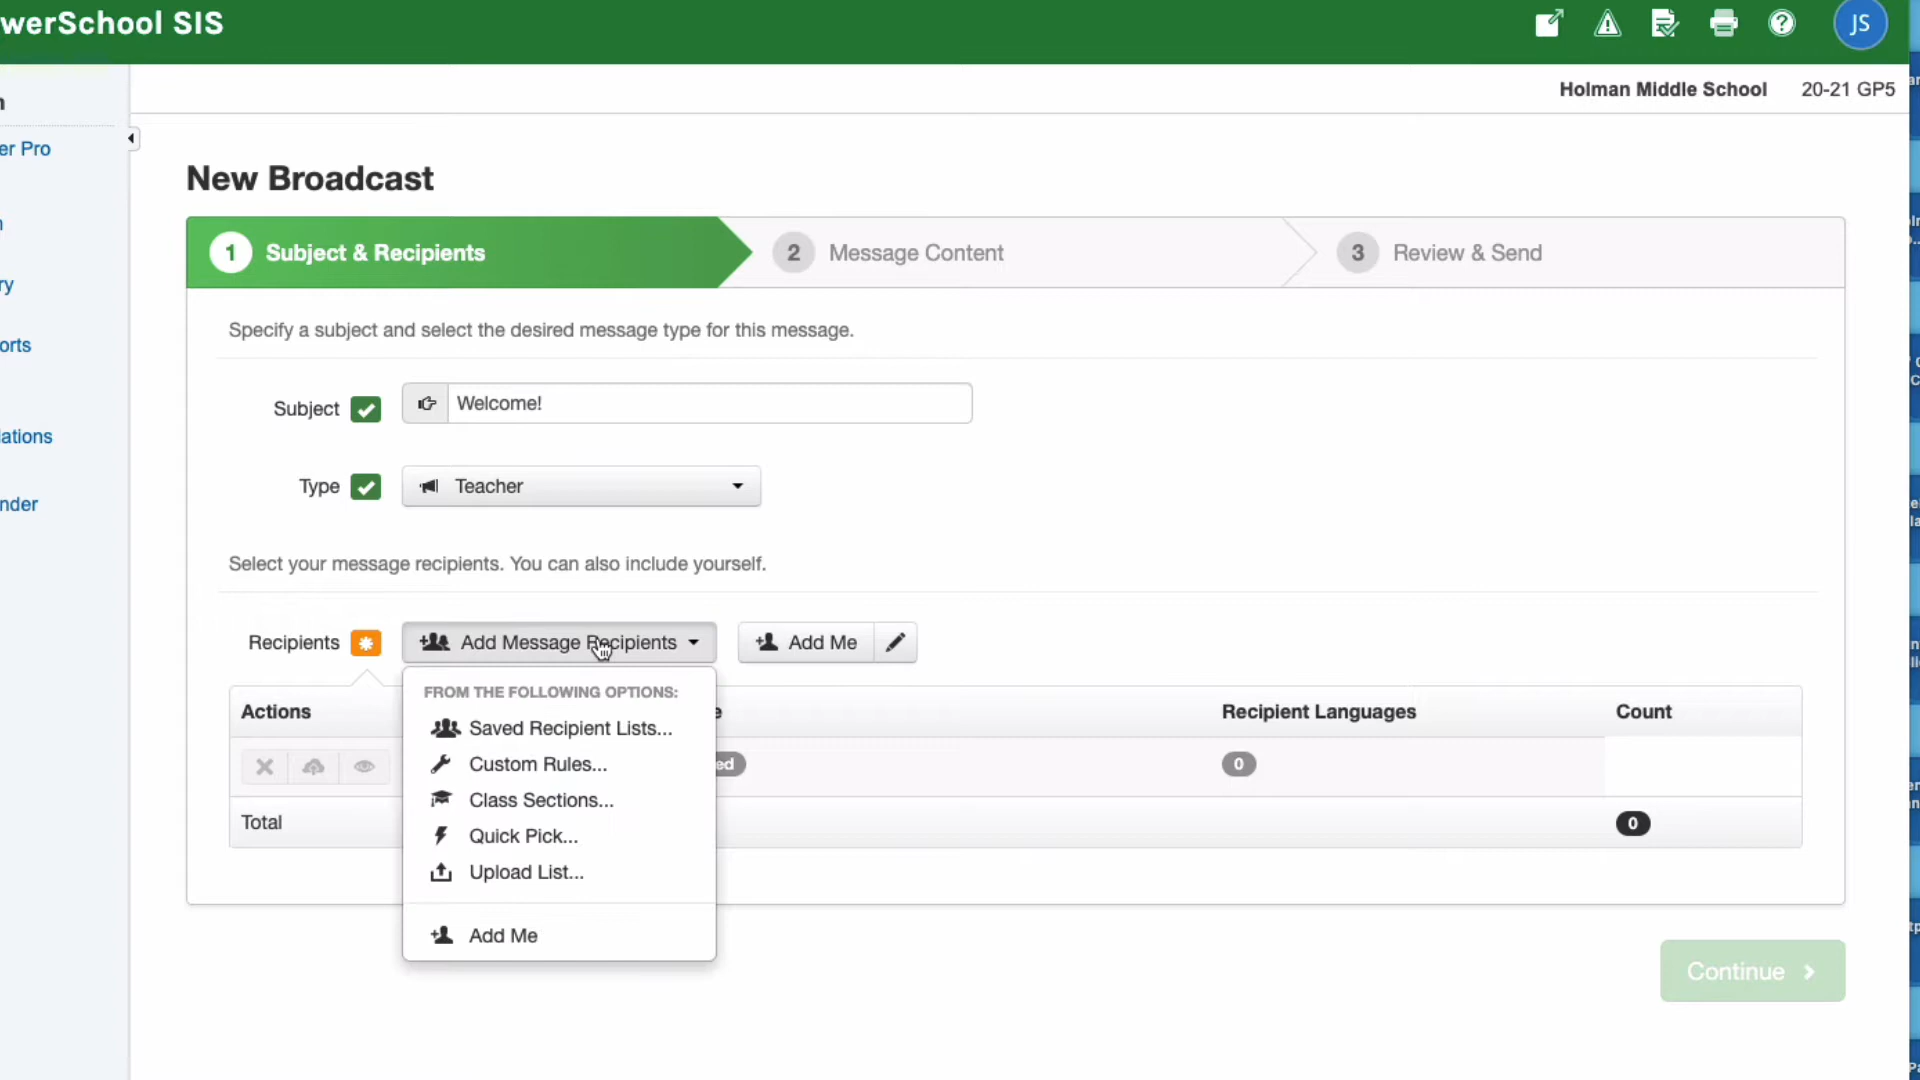 werSchool SIS
JS
Holman Middle School 20-21 GP5
er Pro
ry
orts
lations
nder
New Broadcast
1 Subject & Recipients
2 Message Content
3 Review & Send
Specify a subject and select the desired message type for this message.
Subject Welcome!
Type Teacher
Select your message recipients. You can also include yourself.
Recipients Add Message Recipients Add Me
FROM THE FOLLOWING OPTIONS:
Saved Recipient Lists...
Custom Rules...
Class Sections...
Quick Pick...
Upload List...
Add Me
Actions e Recipient Languages Count
ed 0
Total 0
Continue